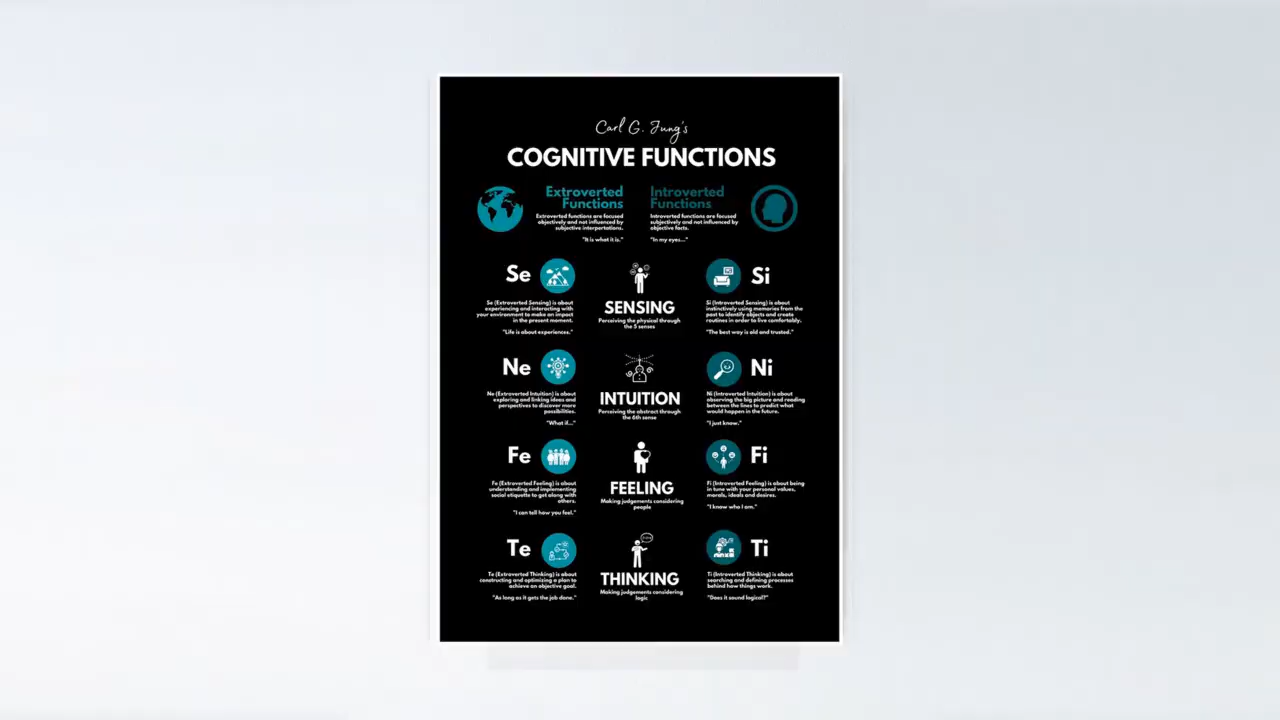 Carl G. Jung's
COGNITIVE FUNCTIONS
Extroverted
Functions
Extroverted functions are focused
objectively and not influenced by
subjective interpertations.
"It is what it is."
Introverted
Functions
Introverted functions are focused
subjectively and not influenced by
objective facts.
"In my eyes..."
Se
Se (Extroverted Sensing) is about
experiencing and interacting with
your environment to make an impact
in the present moment.
"Life is about experiences."
SENSING
Perceiving the physical through
the 5 senses
Si
Si (Introverted Sensing) is about
instinctively using memories from the
past to identify objects and create
routines in order to live comfortably.
"The best way is old and trusted."
Ne
Ne (Extroverted Intuition) is about
exploring and linking ideas and
perspectives to discover more
possibilities.
"What if..."
INTUITION
Perceiving the abstract through
the 6th sense
Ni
Ni (Introverted Intuition) is about
observing the big picture and reading
between the lines to predict what
would happen in the future.
"I just know."
Fe
Fe (Extroverted Feeling) is about
understanding and implementing
social etiquette to get along with
others.
"I can tell how you feel."
FEELING
Making judgements considering
people
Fi
Fi (Introverted Feeling) is about being
in tune with your personal values,
morals, ideals and desires.
"I know who I am."
Te
Te (Extroverted Thinking) is about
constructing and optimizing a plan to
achieve an objective goal.
"As long as it gets the job done."
THINKING
Making judgements considering
logic
Ti
Ti (Introverted Thinking) is about
searching and defining processes
behind how things work.
"Does it sound logical?"